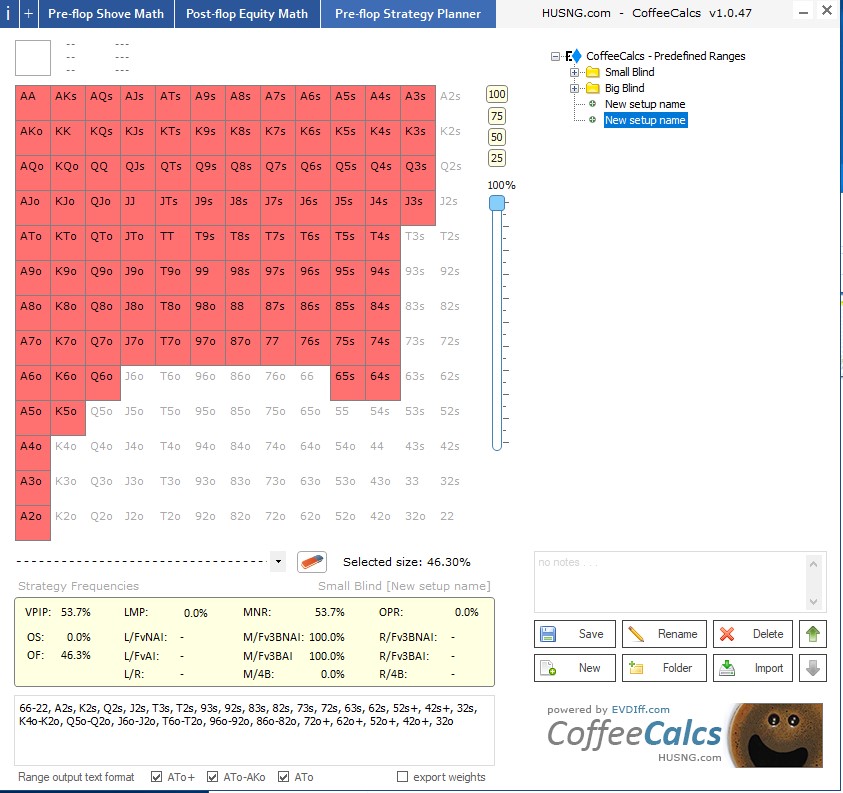 i + Pre-flop Shove Math Post-flop Equity Math Pre-flop Strategy Planner HUSNG.com - CoffeeCalcs v1.0.47
-- ---
-- ---
-- ---
AA AKs AQs AJs ATs A9s A8s A7s A6s A5s A4s A3s A2s
AKo KK KQs KJs KTs K9s K8s K7s K6s K5s K4s K3s K2s
AQo KQo QQ QJs QTs Q9s Q8s Q7s Q6s Q5s Q4s Q3s Q2s
AJo KJo QJo JJ JTs J9s J8s J7s J6s J5s J4s J3s J2s
ATo KTo QTo JTo TT T9s T8s T7s T6s T5s T4s T3s T2s
A9o K9o Q9o J9o T9o 99 98s 97s 96s 95s 94s 93s 92s
A8o K8o Q8o J8o T8o 98o 88 87s 86s 85s 84s 83s 82s
A7o K7o Q7o J7o T7o 97o 87o 77 76s 75s 74s 73s 72s
A6o K6o Q6o J6o T6o 96o 86o 76o 66 65s 64s 63s 62s
A5o K5o Q5o J5o T5o 95o 85o 75o 65o 55 54s 53s 52s
A4o K4o Q4o J4o T4o 94o 84o 74o 64o 54o 44 43s 42s
A3o K3o Q3o J3o T3o 93o 83o 73o 63o 53o 43o 33 32s
A2o K2o Q2o J2o T2o 92o 82o 72o 62o 52o 42o 32o 22
100
75
50
25
100%
CoffeeCalcs - Predefined Ranges
Small Blind
Big Blind
New setup name
New setup name
Selected size: 46.30%
Strategy Frequencies Small Blind [New setup name]
VPIP: 53.7% LMP: 0.0% MNR: 53.7% OPR: 0.0%
OS: 0.0% L/FvNAI: - M/Fv3BNAI: 100.0% R/Fv3BNAI: -
OF: 46.3% L/FvAI: - M/Fv3BAI 100.0% R/Fv3BAI: -
L/R: - M/4B: 0.0% R/4B: -
66-22, A2s, K2s, Q2s, J2s, T3s, T2s, 93s, 92s, 83s, 82s, 73s, 72s, 63s, 62s, 52s+, 42s+, 32s,
K4o-K2o, Q5o-Q2o, J6o-J2o, T6o-T2o, 96o-92o, 86o-82o, 72o+, 62o+, 52o+, 42o+, 32o
Range output text format ATo+ ATo-AKo ATo export weights
no notes . . .
Save Rename Delete
New Folder Import
powered by EVDiff.com
CoffeeCalcs
HUSNG.com